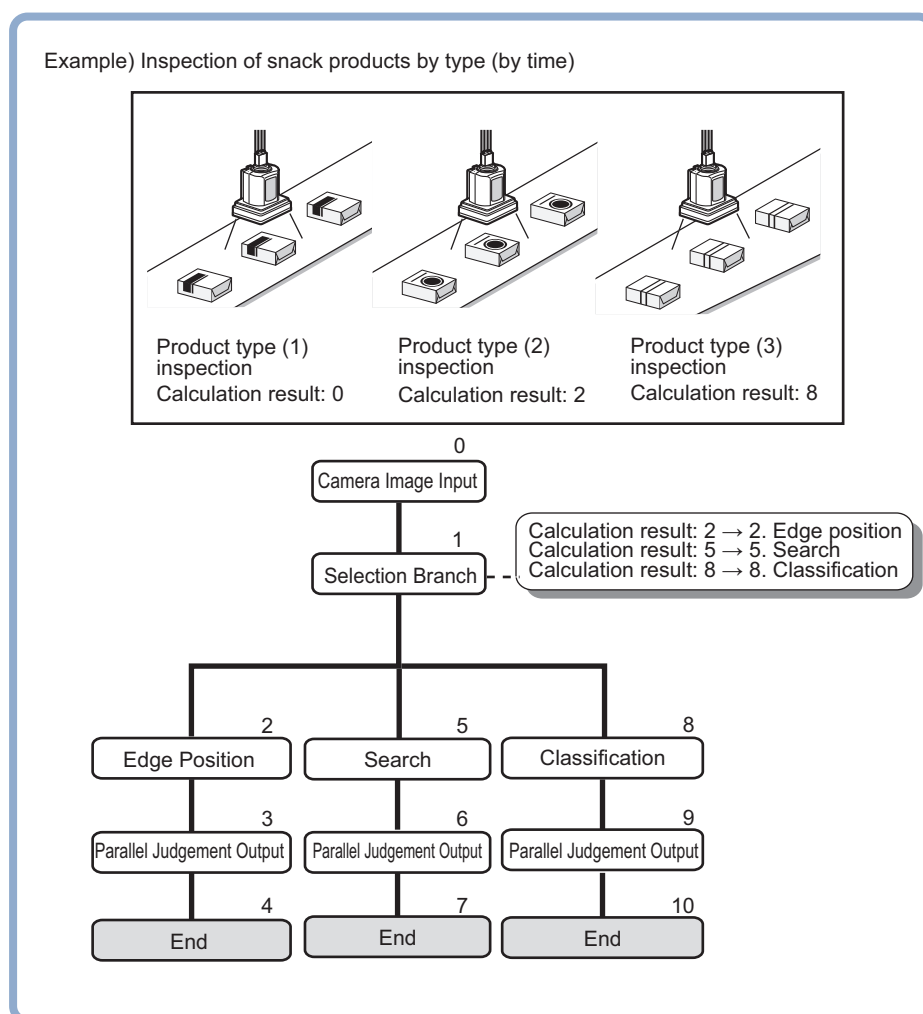 Example) Inspection of snack products by type (by time)
Product type (1)
inspection
Calculation result: 0
Product type (2)
inspection
Calculation result: 2
Product type (3)
inspection
Calculation result: 8
0
Camera Image Input
1
Selection Branch
Calculation result: 2 → 2. Edge position
Calculation result: 5 → 5. Search
Calculation result: 8 → 8. Classification
2
Edge Position
5
Search
8
Classification
3
Parallel Judgement Output
6
Parallel Judgement Output
9
Parallel Judgement Output
4
End
7
End
10
End